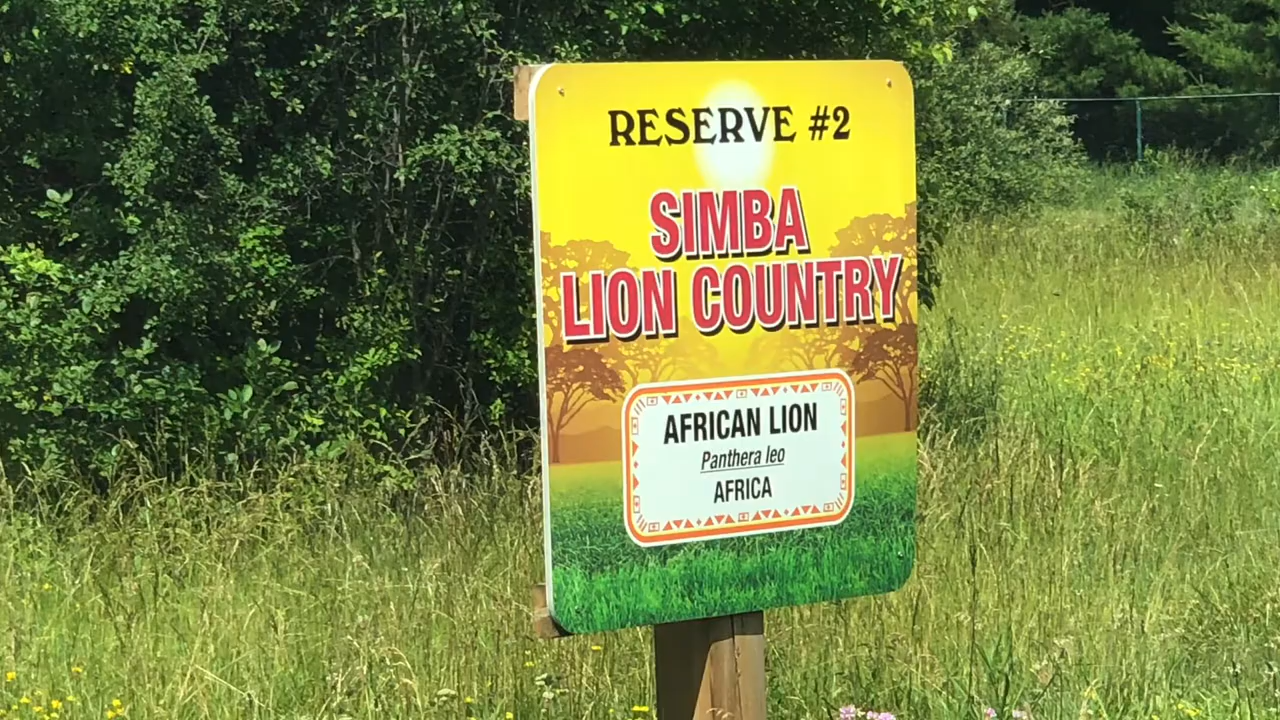 RESERVE #2
SIMBA
LION COUNTRY
AFRICAN LION
Panthera leo
AFRICA